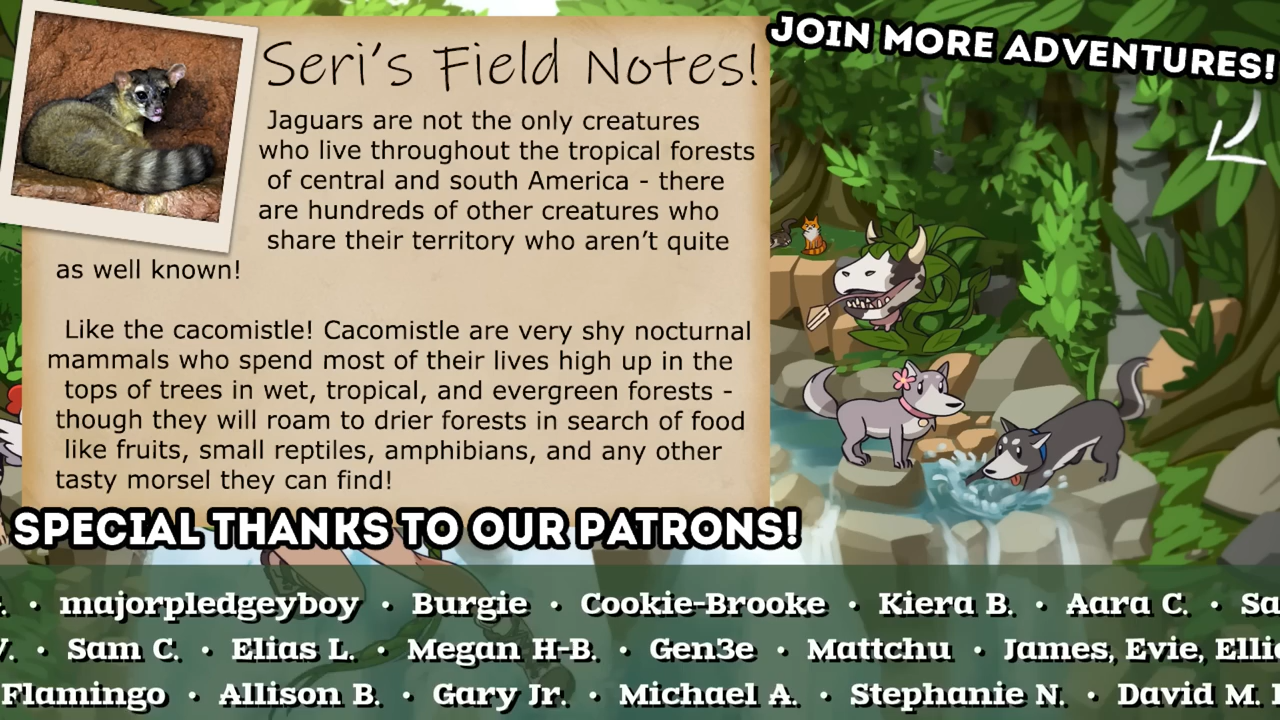 Seri's Field Notes!
JOIN MORE ADVENTURES!
Jaguars are not the only creatures
who live throughout the tropical forests
of central and south America - there
are hundreds of other creatures who
share their territory who aren't quite
as well known!
Like the cacomistle! Cacomistle are very shy nocturnal
mammals who spend most of their lives high up in the
tops of trees in wet, tropical, and evergreen forests -
though they will roam to drier forests in search of food
like fruits, small reptiles, amphibians, and any other
tasty morsel they can find!
SPECIAL THANKS TO OUR PATRONS!
· majorpledgeyboy · Burgie · Cookie-Brooke · Kiera B. · Aara C. ·
· Sam C. · Elias L. · Megan H-B. · Gen3e · Mattchu · James, Evie,
Flamingo · Allison B. · Gary Jr. · Michael A. · Stephanie N. · David M.